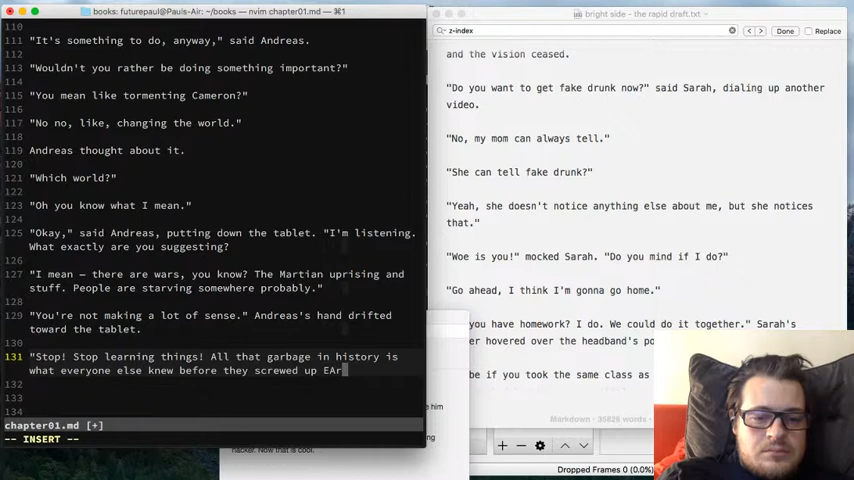 books: futurepaul@Pauls-Air: ~/books — nvim chapter01.md — ⌘1
110
111 "It's something to do, anyway," said Andreas.
112
113 "Wouldn't you rather be doing something important?"
114
115 "You mean like tormenting Cameron?"
116
117 "No no, like, changing the world."
118
119 Andreas thought about it.
120
121 "Which world?"
122
123 "Oh you know what I mean."
124
125 "Okay," said Andreas, putting down the tablet. "I'm listening.
What exactly are you suggesting?
126
127 "I mean — there are wars, you know? The Martian uprising and
stuff. People are starving somewhere probably."
128
129 "You're not making a lot of sense." Andreas's hand drifted
toward the tablet.
130
131 "Stop! Stop learning things! All that garbage in history is
what everyone else knew before they screwed up EAr
132
133
134
chapter01.md [+]
-- INSERT --
bright side - the rapid draft.txt
z-index
Done
Replace
and the vision ceased.
"Do you want to get fake drunk now?" said Sarah, dialing up another
video.
"No, my mom can always tell."
"She can tell fake drunk?"
"Yeah, she doesn't notice anything else about me, but she notices
that."
"Woe is you!" mocked Sarah. "Do you mind if I do?"
"Go ahead, I think I'm gonna go home."
you have homework? I do. We could do it together." Sarah's
hovered over the headband's po
be if you took the same class as
Markdown — 35825 words
him
hacker. Now that is cool.
Dropped Frames 0 (0.0%)